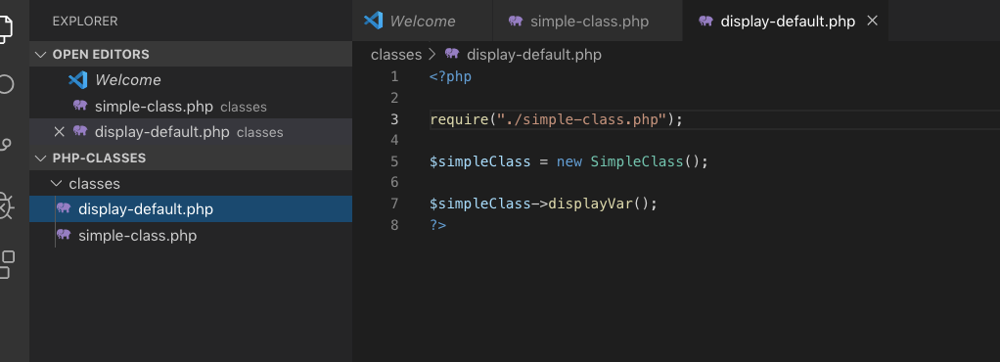 EXPLORER
OPEN EDITORS
Welcome
simple-class.php classes
display-default.php classes
PHP-CLASSES
classes
display-default.php
simple-class.php
Welcome
simple-class.php
display-default.php
classes > display-default.php
1 <?php
2
3 require("./simple-class.php");
4
5 $simpleClass = new SimpleClass();
6
7 $simpleClass->displayVar();
8 ?>